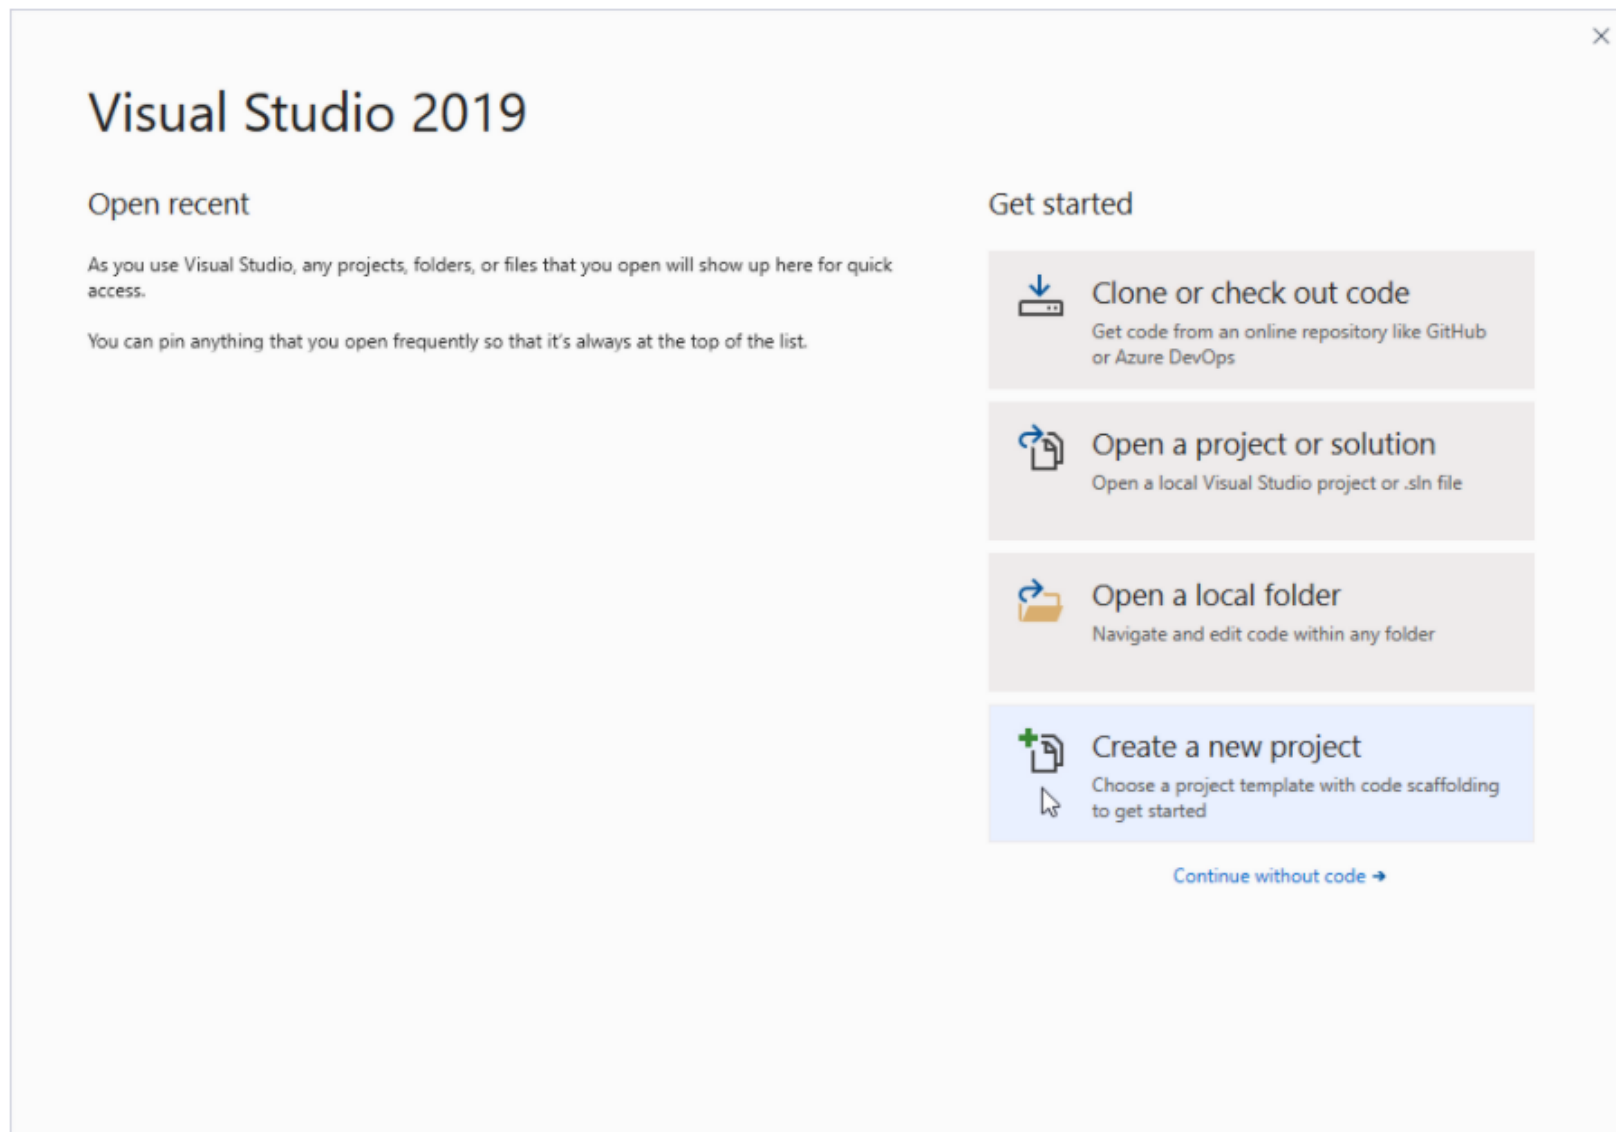 Visual Studio 2019
Open recent
As you use Visual Studio, any projects, folders, or files that you open will show up here for quick
access.
You can pin anything that you open frequently so that it's always at the top of the list.
Get started
Clone or check out code
Get code from an online repository like GitHub
or Azure DevOps
Open a project or solution
Open a local Visual Studio project or .sln file
Open a local folder
Navigate and edit code within any folder
Create a new project
Choose a project template with code scaffolding
to get started
Continue without code →